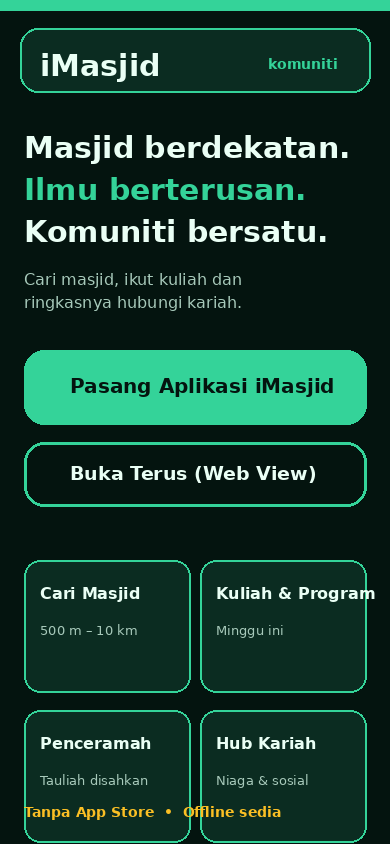 iMasjid
komuniti
Masjid berdekatan.
Ilmu berterusan.
Komuniti bersatu.
Cari masjid, ikut kuliah dan
ringkasnya hubungi kariah.
Pasang Aplikasi iMasjid
Buka Terus (Web View)
Cari Masjid
500 m – 10 km
Kuliah & Program
Minggu ini
Penceramah
Tauliah disahkan
Hub Kariah
Niaga & sosial
Tanpa App Store • Offline sedia